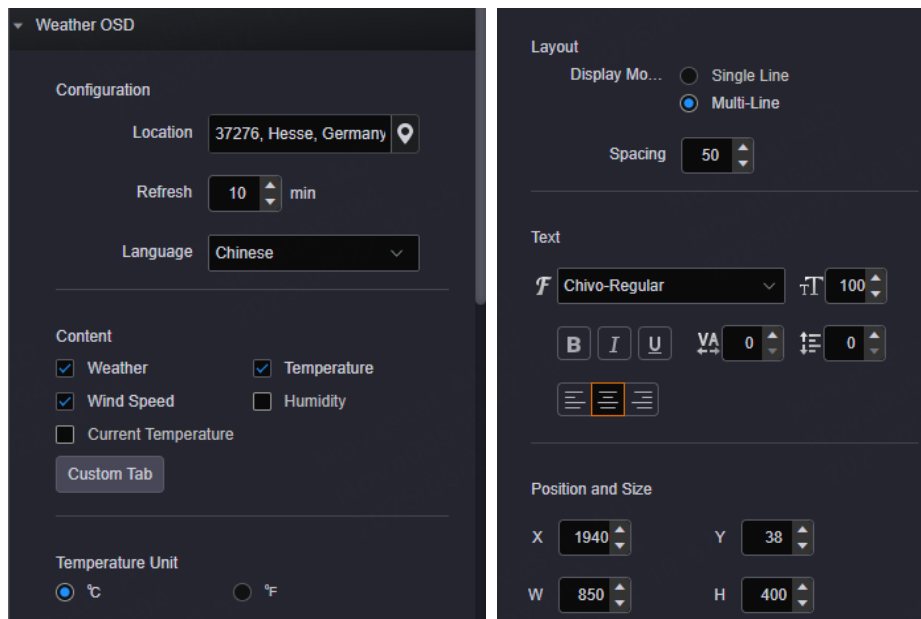 Weather OSD
Configuration
Location 37276, Hesse, Germany
Refresh 10 min
Language Chinese
Content
Weather Temperature
Wind Speed Humidity
Current Temperature
Custom Tab
Temperature Unit
℃ ℉
Layout
Display Mo... Single Line
Multi-Line
Spacing 50
Text
F Chivo-Regular TT 100
B I U VA 0 0
Position and Size
X 1940 Y 38
W 850 H 400